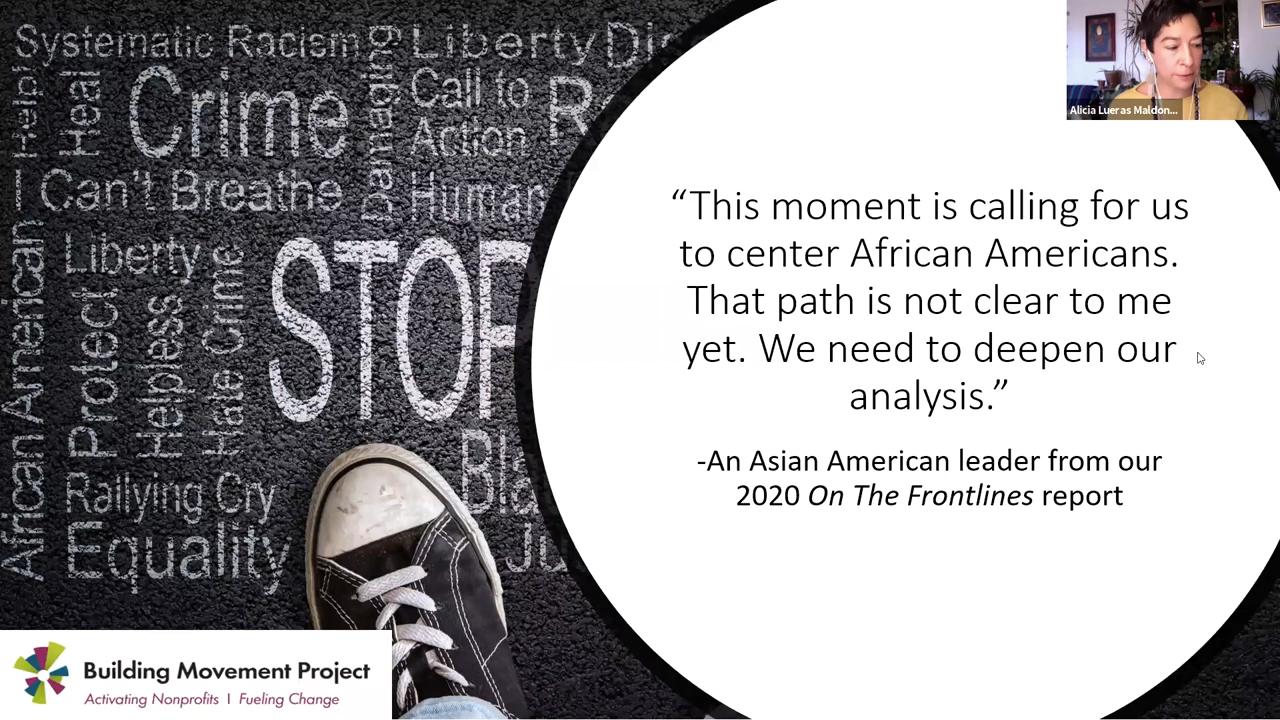 Systematic Racism
Liberty
Help!
Heal
Crime
Damaging
Call to
Action
I Can't Breathe
Human
African American
Liberty
Protect
Helpless
Hate Crime
STOP
Rallying Cry
Equality
Alicia Lueras Maldon...
“This moment is calling for us
to center African Americans.
That path is not clear to me
yet. We need to deepen our
analysis.”
-An Asian American leader from our
2020 On The Frontlines report
Building Movement Project
Activating Nonprofits | Fueling Change